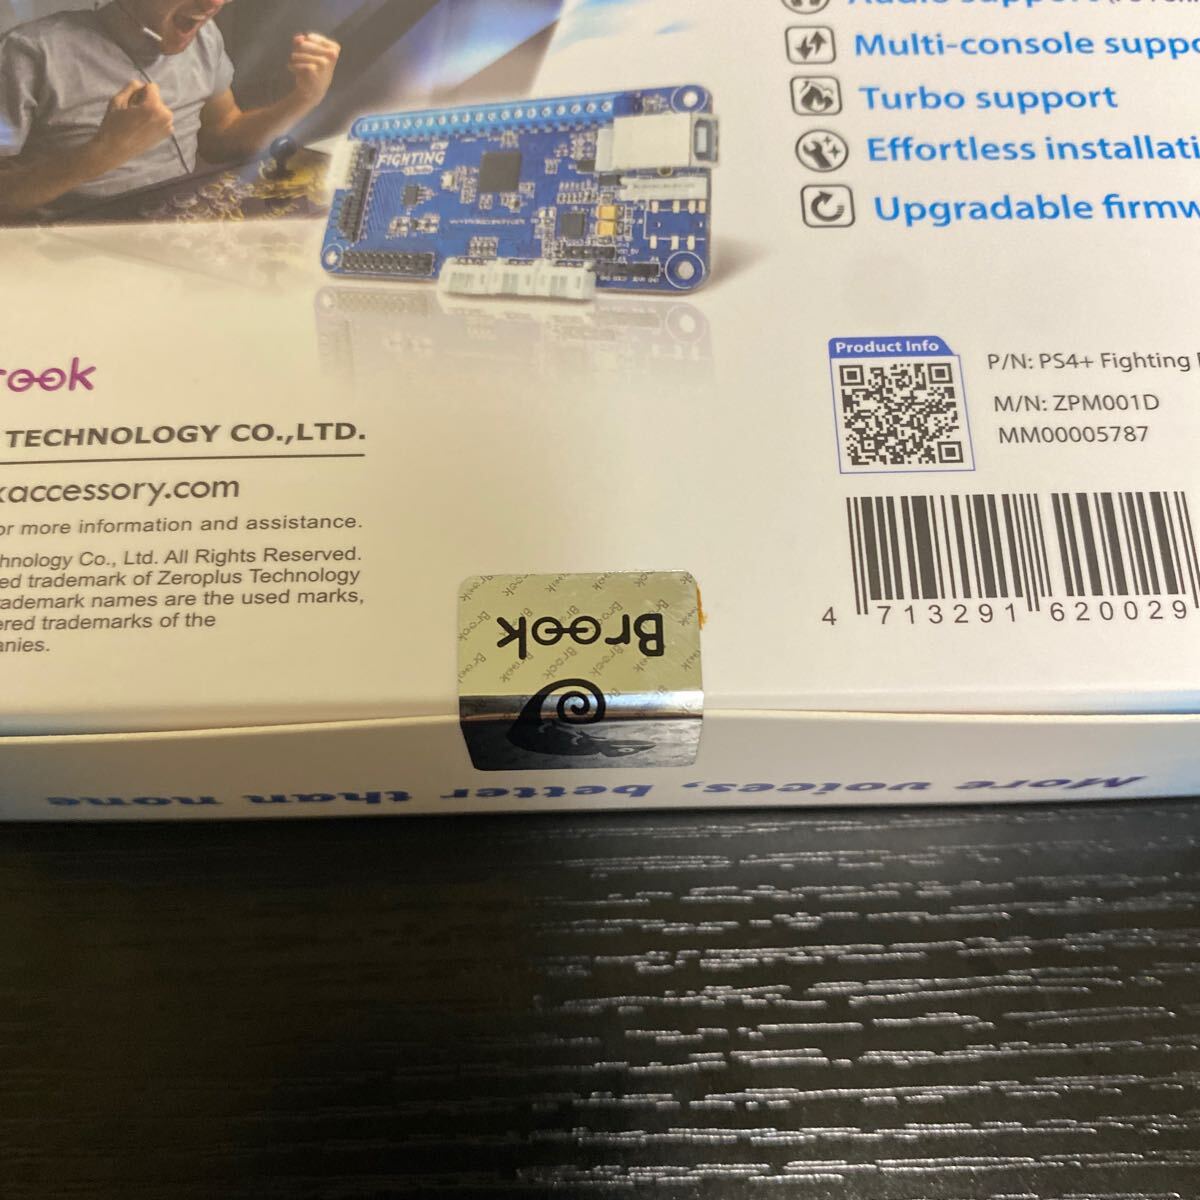 Multi-console suppo
Turbo support
Effortless installati
Upgradable firmw
FIGHTING
rook
TECHNOLOGY CO.,LTD.
kaccessory.com
or more information and assistance.
hnology Co., Ltd. All Rights Reserved.
ed trademark of Zeroplus Technology
rademark names are the used marks,
ered trademarks of the
anies.
Product Info
P/N: PS4+ Fighting
M/N: ZPM001D
MM00005787
4 713291 620029
Brook
More voices, better than none